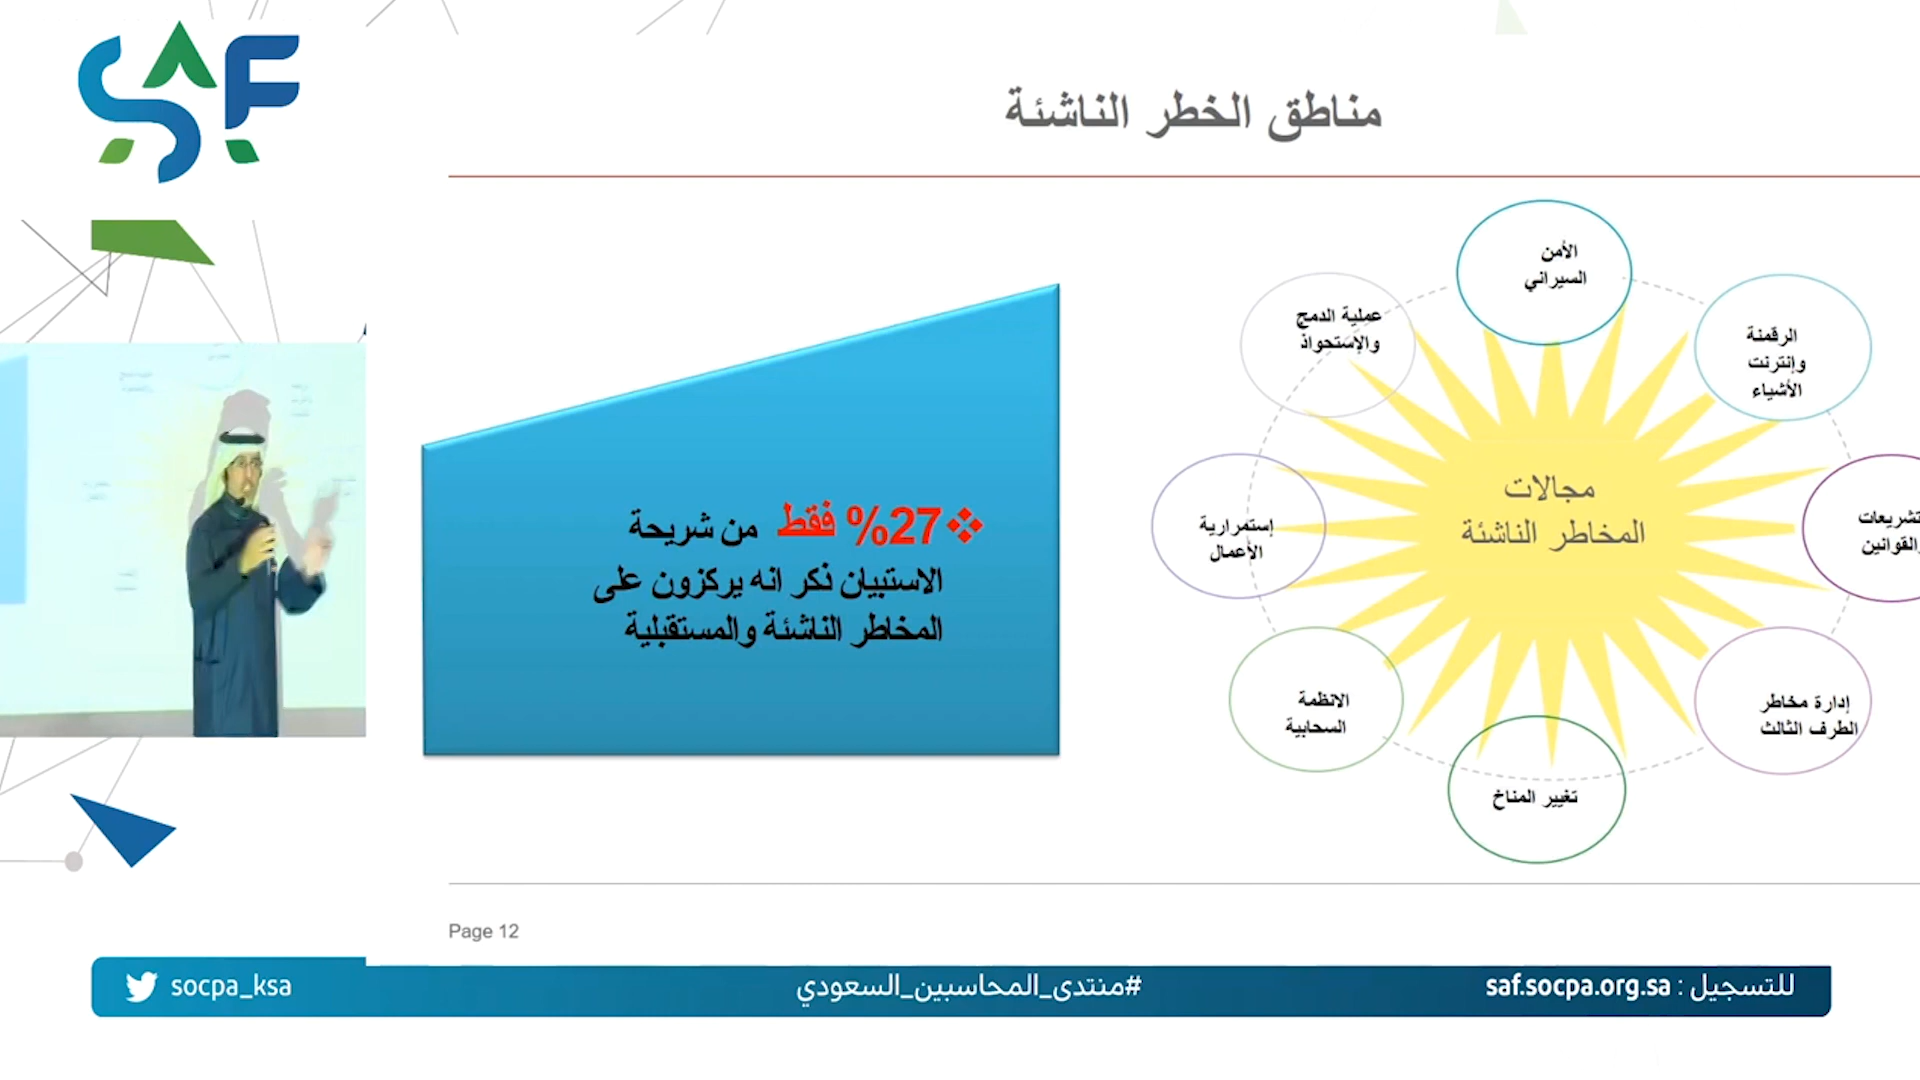 SAF
مناطق الخطر الناشئة
27% فقط من شريحة
الاستبيان ذكر انه يركزون على
المخاطر الناشئة والمستقبلية
مجالات
المخاطر الناشئة
الأمن
السيراني
الرقمنة
وإنترنت
الأشياء
تشريعات
القوانين
إدارة مخاطر
الطرف الثالث
تغيير المناخ
الانظمة
السحابية
إستمرارية
الأعمال
عملية الدمج
والإستحواذ
Page 12
socpa_ksa
#منتدى_المحاسبين_السعودي
للتسجيل : saf.socpa.org.sa